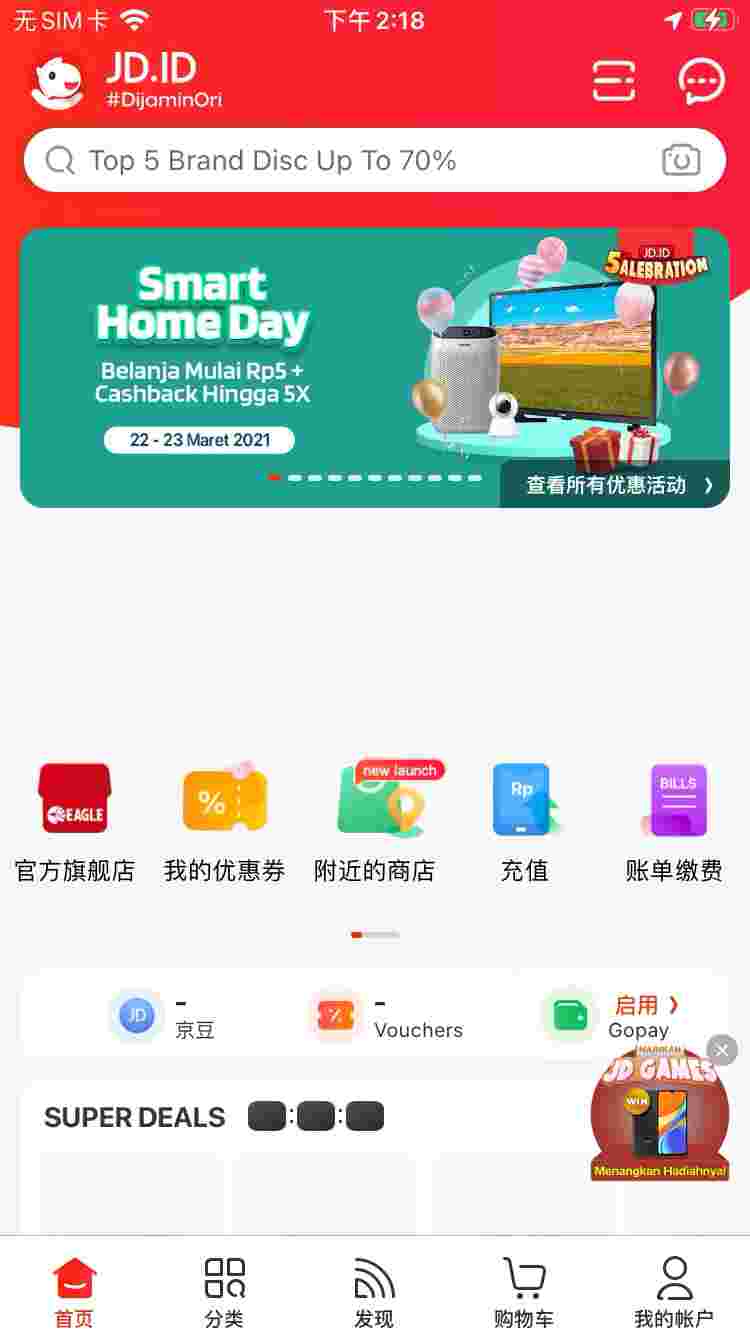 无 SIM 卡
下午 2:18
JD.ID
#DijaminOri
Top 5 Brand Disc Up To 70%
JD.ID
5ALEBRATION
Smart
Home Day
Belanja Mulai Rp5 +
Cashback Hingga 5X
22 - 23 Maret 2021
查看所有优惠活动
EAGLE
%
new launch
Rp
BILLS
官方旗舰店
我的优惠券
附近的商店
充值
账单缴费
JD
-
京豆
-
Vouchers
启用
Gopay
MAINKAN
JD GAMES
WIN
Menangkan Hadiahnya!
SUPER DEALS
: :
首页
分类
发现
购物车
我的帐户